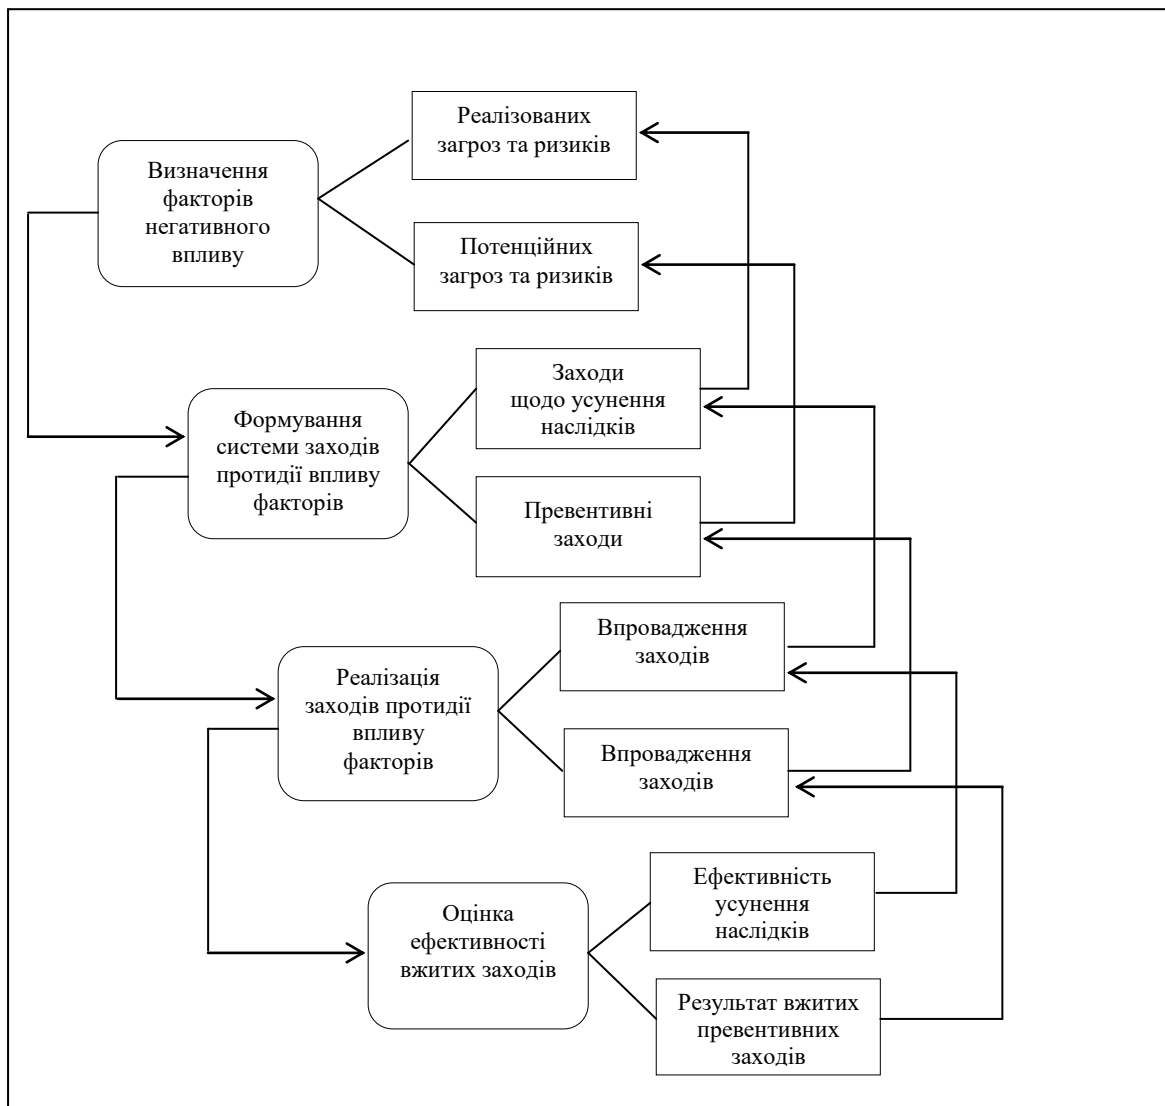 Реалізованих
загроз та ризиків
Визначення
факторів
негативного
впливу
Потенційних
загроз та ризиків
Заходи
щодо усунення
наслідків
Формування
системи заходів
протидії впливу
факторів
Превентивні
заходи
Впровадження
заходів
Реалізація
заходів протидії
впливу
факторів
Впровадження
заходів
Ефективність
усунення
наслідків
Оцінка
ефективності
вжитих заходів
Результат вжитих
превентивних
заходів